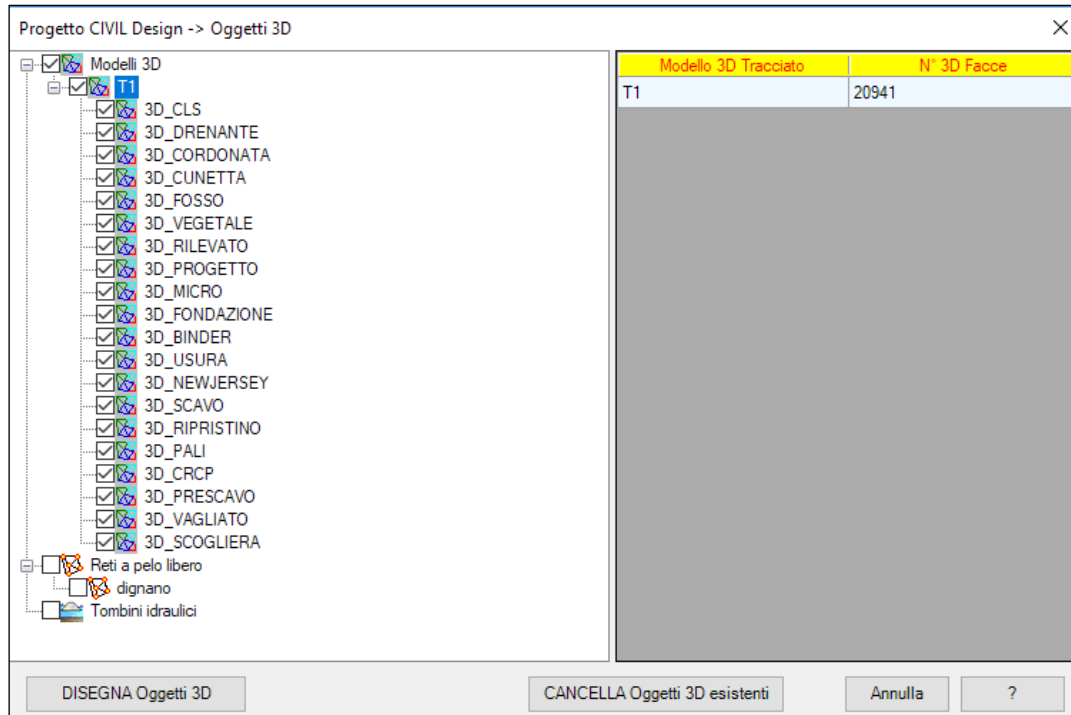 Progetto CIVIL Design -> Oggetti 3D
Modelli 3D
T1
3D_CLS
3D_DRENANTE
3D_CORDONATA
3D_CUNETTA
3D_FOSSO
3D_VEGETALE
3D_RILEVATO
3D_PROGETTO
3D_MICRO
3D_FONDAZIONE
3D_BINDER
3D_USURA
3D_NEWJERSEY
3D_SCAVO
3D_RIPRISTINO
3D_PALI
3D_CRCP
3D_PRESCAVO
3D_VAGLIATO
3D_SCOGLIERA
Reti a pelo libero
dignano
Tombini idraulici
Modello 3D Tracciato N° 3D Facce
T1 20941
DISEGNA Oggetti 3D CANCELLA Oggetti 3D esistenti Annulla ?